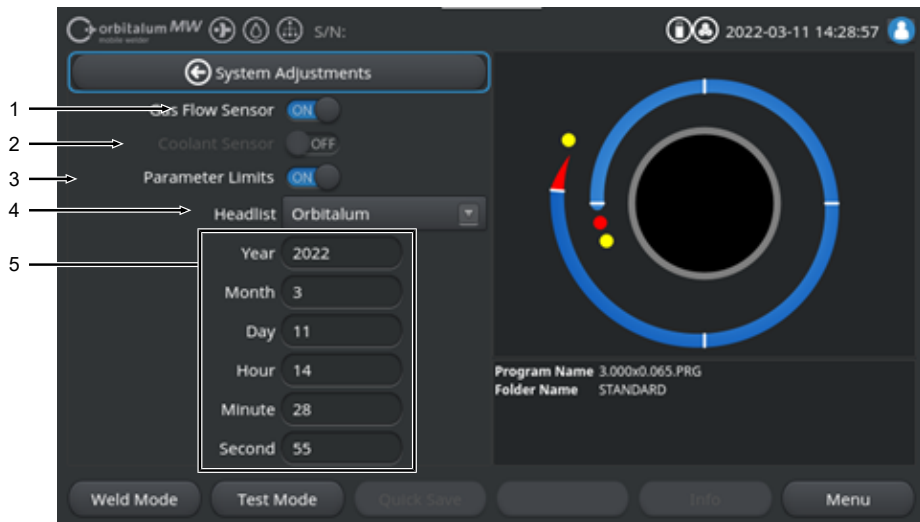 orbitalum MW S/N: 2022-03-11 14:28:57
mobile welder
System Adjustments
1 Gas Flow Sensor ON
2 Coolant Sensor OFF
3 Parameter Limits ON
4 Headlist Orbitalum
5
Year 2022
Month 3
Day 11
Hour 14
Minute 28
Second 55
Program Name 3.000x0.065.PRG
Folder Name STANDARD
Weld Mode Test Mode Quick Save Info Menu